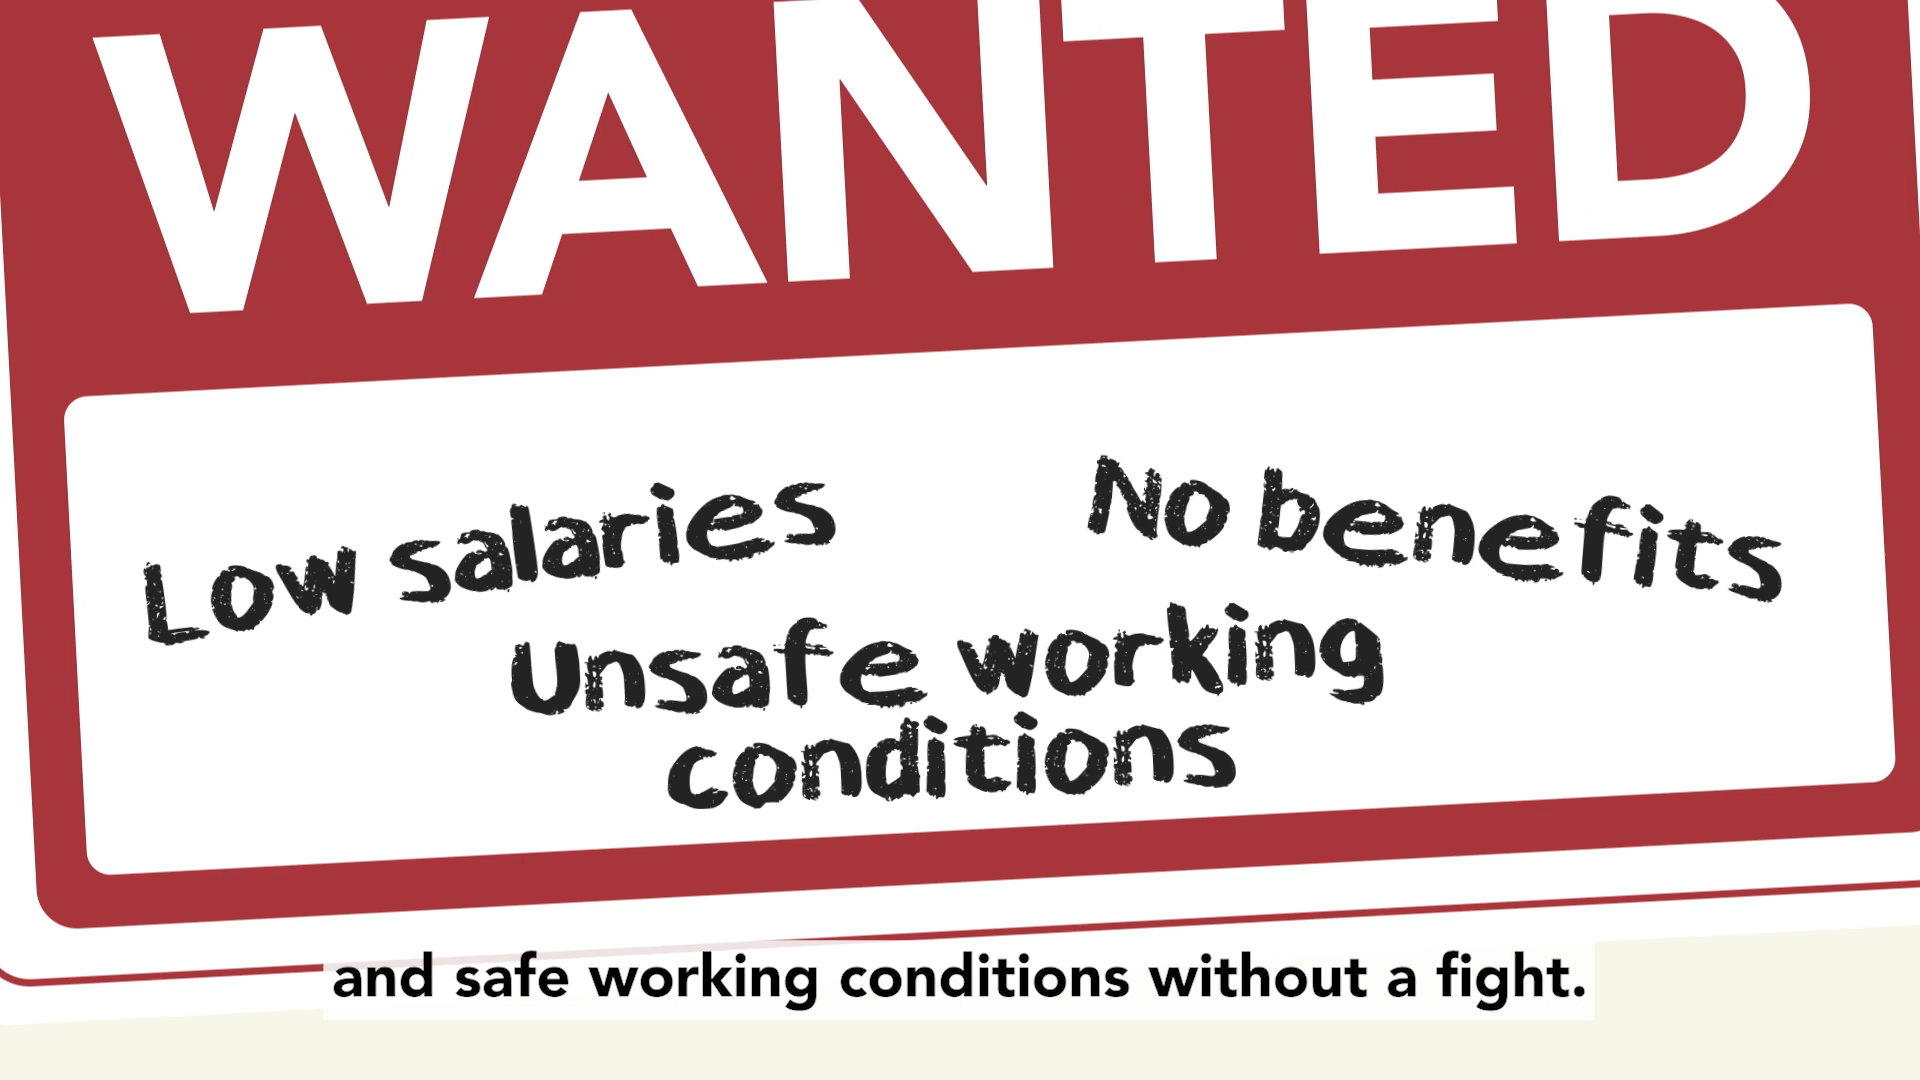 WANTED
Low salaries
No benefits
Unsafe working
conditions
and safe working conditions without a fight.